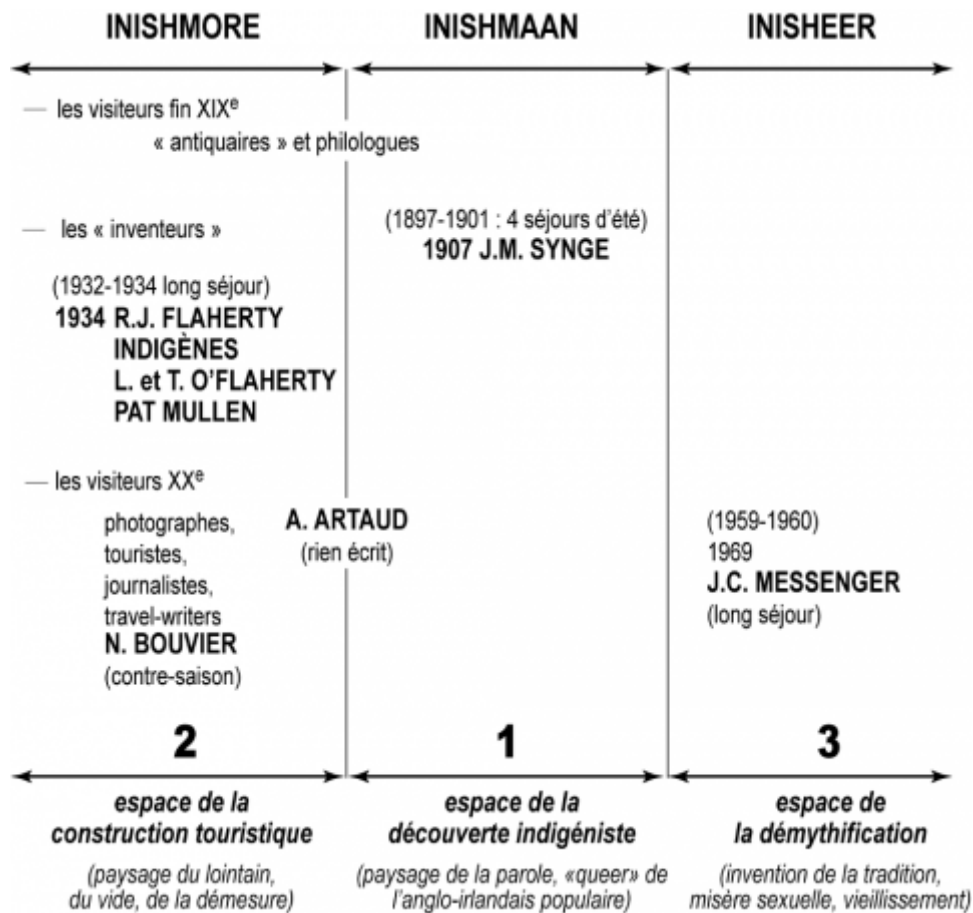 INISHMORE INISHMAAN INISHEER
— les visiteurs fin XIXe
« antiquaires » et philologues
— les « inventeurs »
(1897-1901 : 4 séjours d'été)
1907 J.M. SYNGE
(1932-1934 long séjour)
1934 R.J. FLAHERTY
INDIGÈNES
L. et T. O'FLAHERTY
PAT MULLEN
— les visiteurs XXe
photographes,
touristes,
journalistes,
travel-writers
N. BOUVIER
(contre-saison)
A. ARTAUD
(rien écrit)
(1959-1960)
1969
J.C. MESSENGER
(long séjour)
2
espace de la
construction touristique
(paysage du lointain,
du vide, de la démesure)
1
espace de la
découverte indigéniste
(paysage de la parole, «queer» de
l'anglo-irlandais populaire)
3
espace de
la démythification
(invention de la tradition,
misère sexuelle, vieillissement)